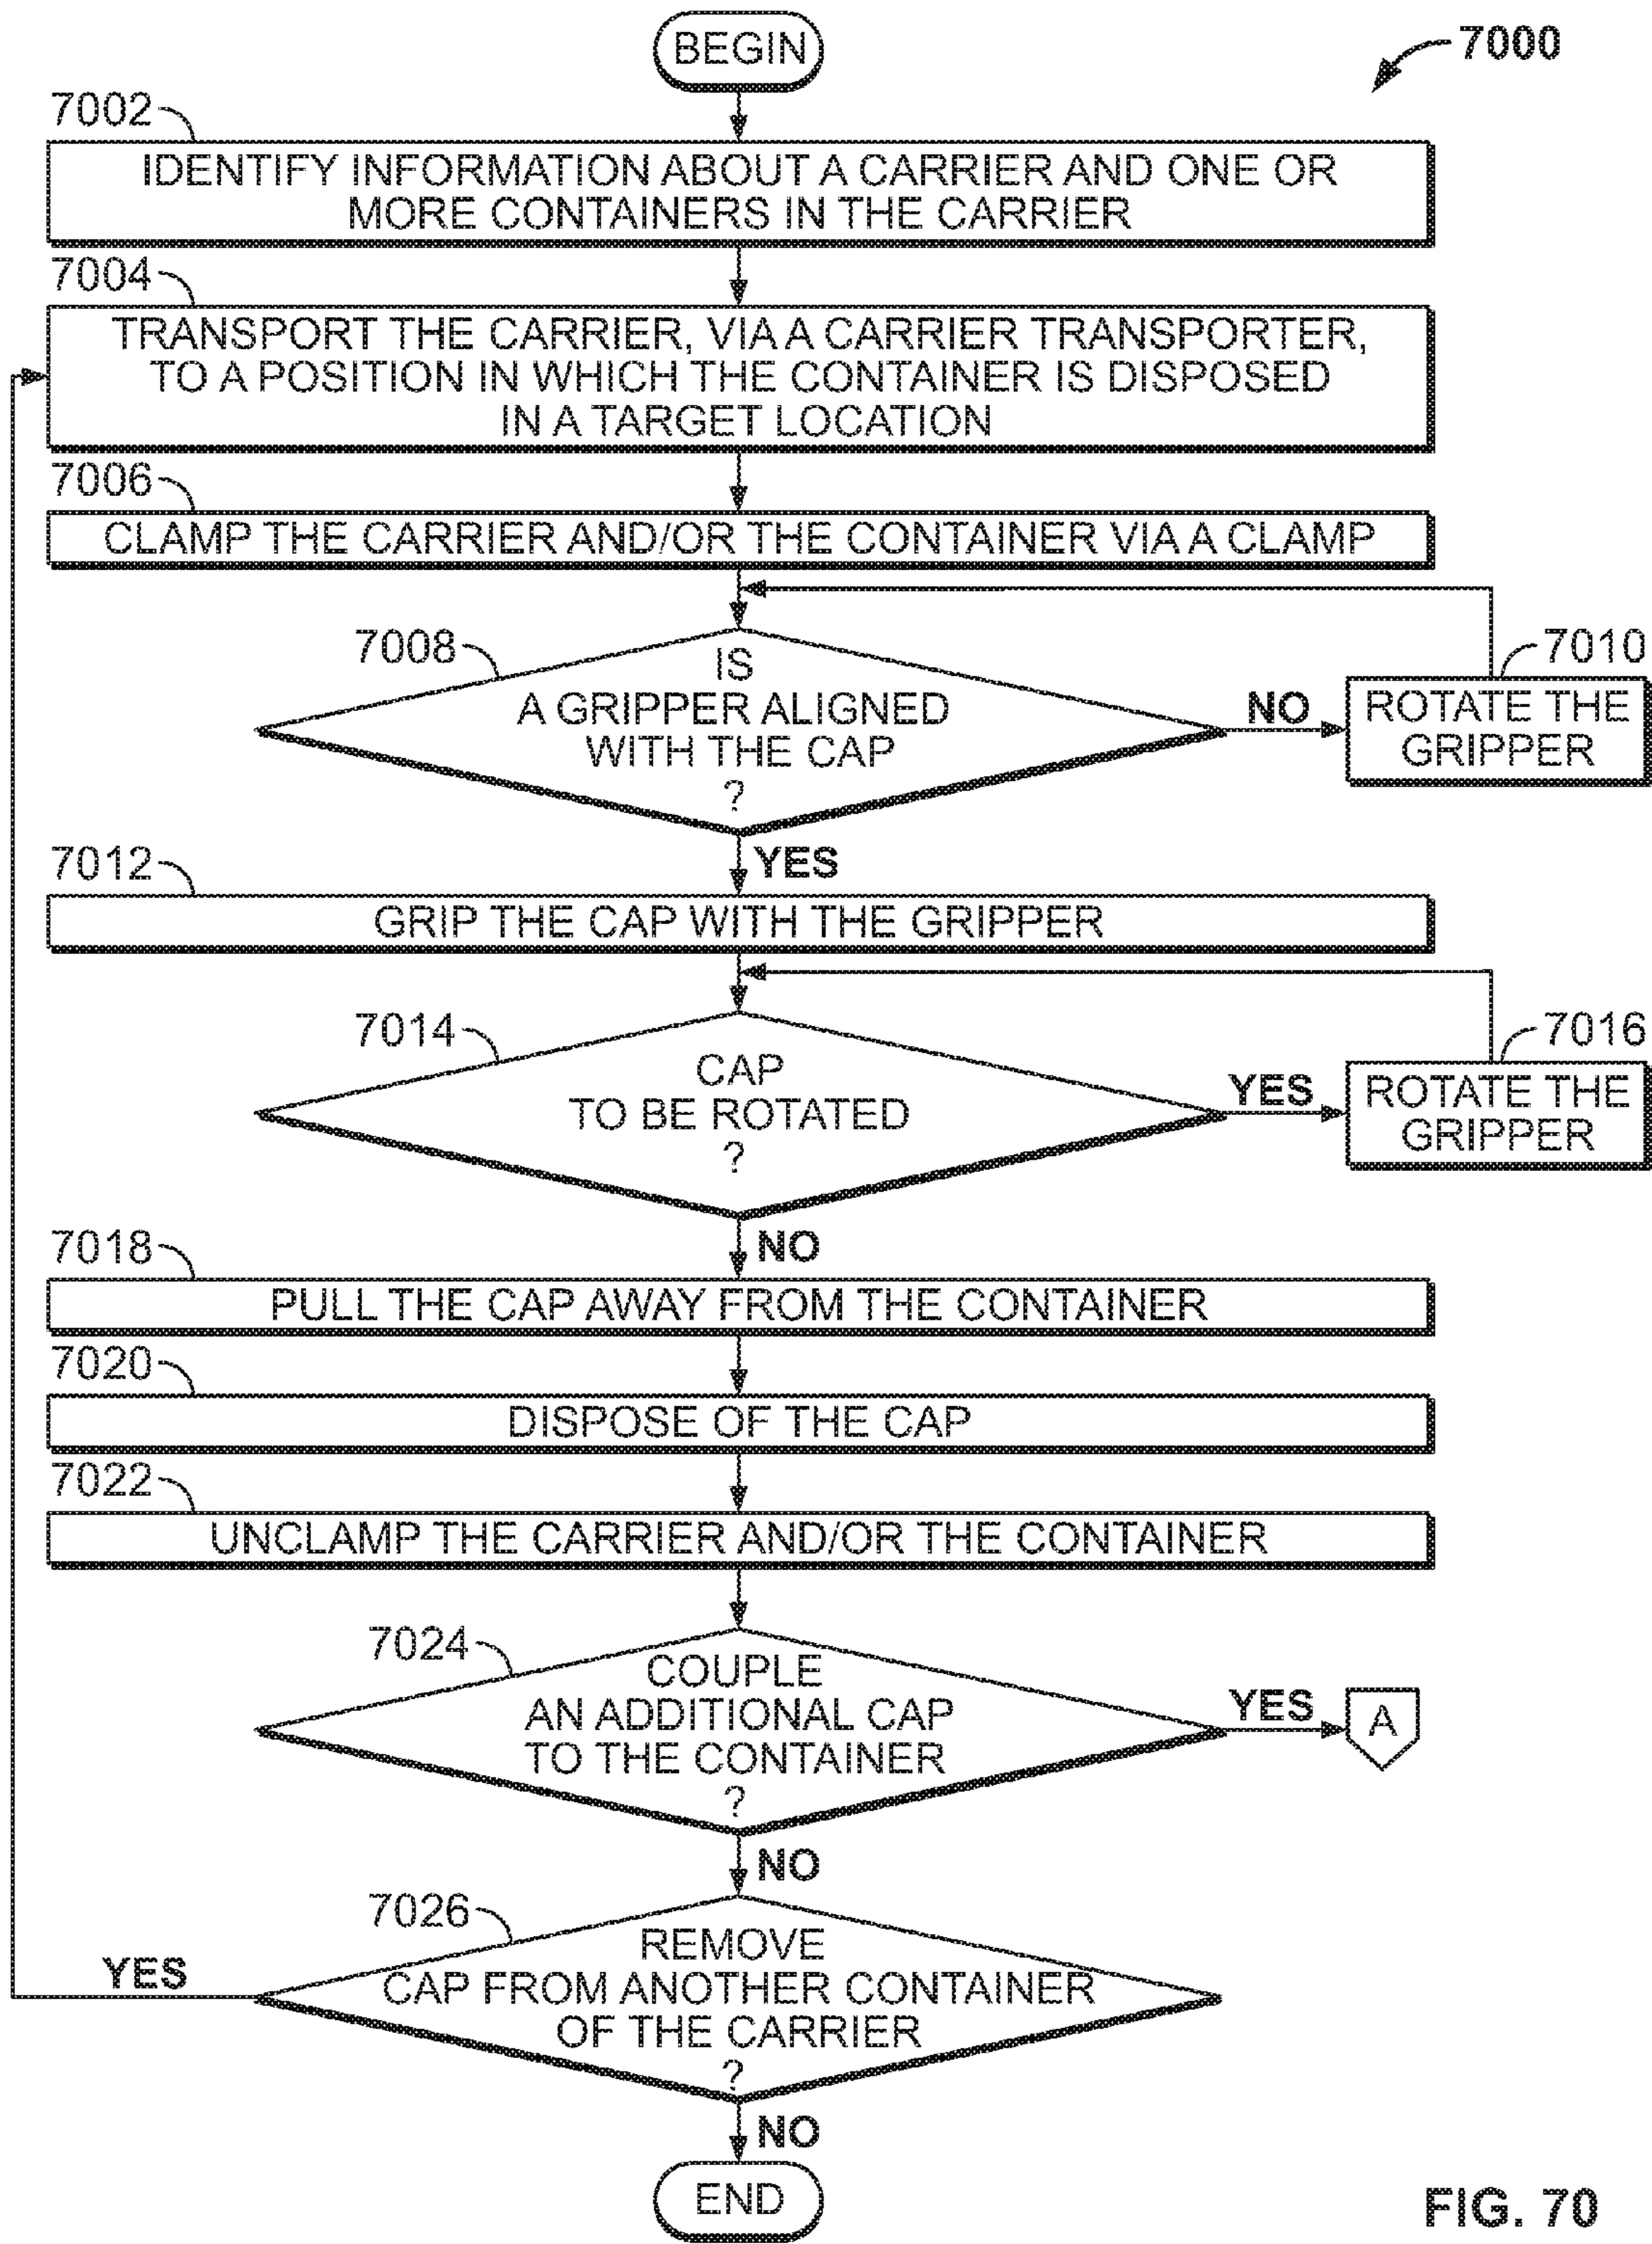 BEGIN
7000
7002
IDENTIFY INFORMATION ABOUT A CARRIER AND ONE OR
MORE CONTAINERS IN THE CARRIER
7004
TRANSPORT THE CARRIER, VIA A CARRIER TRANSPORTER,
TO A POSITION IN WHICH THE CONTAINER IS DISPOSED
IN A TARGET LOCATION
7006
CLAMP THE CARRIER AND/OR THE CONTAINER VIA A CLAMP
7008
IS
A GRIPPER ALIGNED
WITH THE CAP
?
NO
7010
ROTATE THE
GRIPPER
YES
7012
GRIP THE CAP WITH THE GRIPPER
7014
CAP
TO BE ROTATED
?
YES
7016
ROTATE THE
GRIPPER
NO
7018
PULL THE CAP AWAY FROM THE CONTAINER
7020
DISPOSE OF THE CAP
7022
UNCLAMP THE CARRIER AND/OR THE CONTAINER
7024
COUPLE
AN ADDITIONAL CAP
TO THE CONTAINER
?
YES
A
NO
7026
REMOVE
CAP FROM ANOTHER CONTAINER
OF THE CARRIER
?
YES
NO
END
FIG. 70